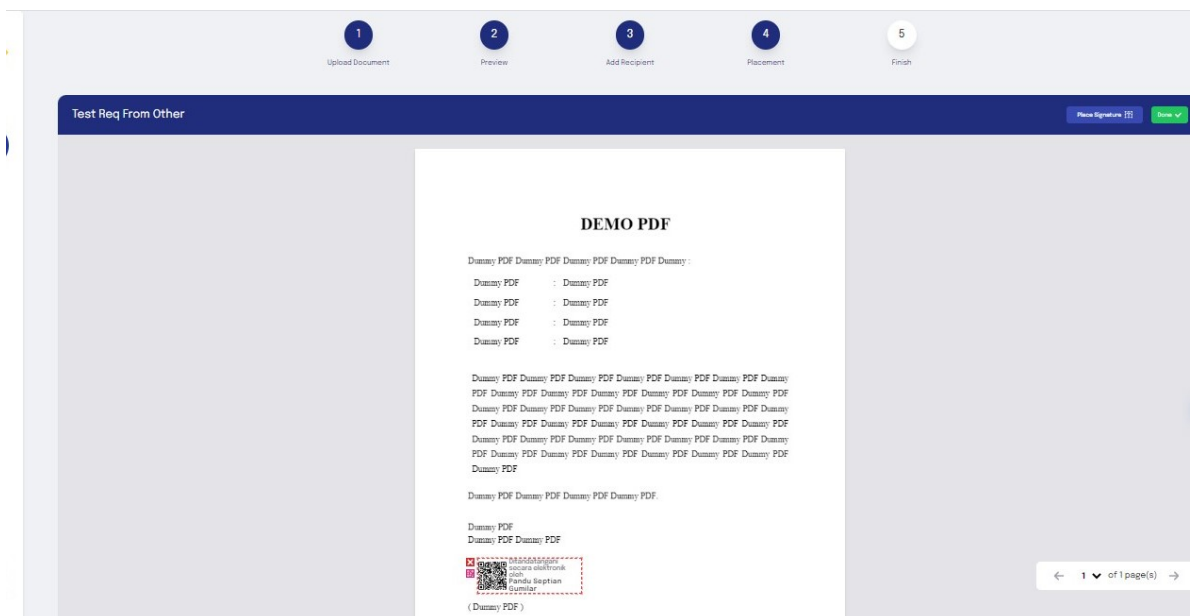 1
2
3
4
5
Upload Document
Preview
Add Recipient
Placement
Finish
Test Req From Other
Place Signature
Done
DEMO PDF
Dummy PDF Dummy PDF Dummy PDF Dummy PDF Dummy :
Dummy PDF : Dummy PDF
Dummy PDF : Dummy PDF
Dummy PDF : Dummy PDF
Dummy PDF : Dummy PDF
Dummy PDF Dummy PDF Dummy PDF Dummy PDF Dummy PDF Dummy PDF Dummy
PDF Dummy PDF Dummy PDF Dummy PDF Dummy PDF Dummy PDF Dummy PDF
Dummy PDF Dummy PDF Dummy PDF Dummy PDF Dummy PDF Dummy PDF Dummy
PDF Dummy PDF Dummy PDF Dummy PDF Dummy PDF Dummy PDF Dummy PDF
Dummy PDF Dummy PDF Dummy PDF Dummy PDF Dummy PDF Dummy PDF Dummy
PDF Dummy PDF Dummy PDF Dummy PDF Dummy PDF Dummy PDF Dummy PDF
Dummy PDF
Dummy PDF Dummy PDF Dummy PDF Dummy PDF.
Dummy PDF
Dummy PDF Dummy PDF
Ditandatangani
secara elektronik
oleh
Pandu Septian
Gumilar
( Dummy PDF )
1 of 1 page(s)